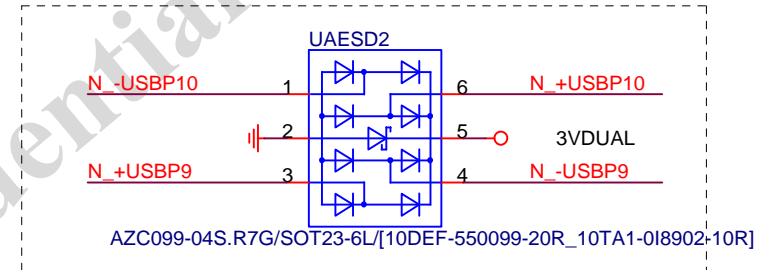 UAESD2
N_-USBP10 1 6 N_+USBP10
2 5 3VDUAL
N_+USBP9 3 4 N_-USBP9
AZC099-04S.R7G/SOT23-6L/[10DEF-550099-20R_10TA1-0I8902-10R]